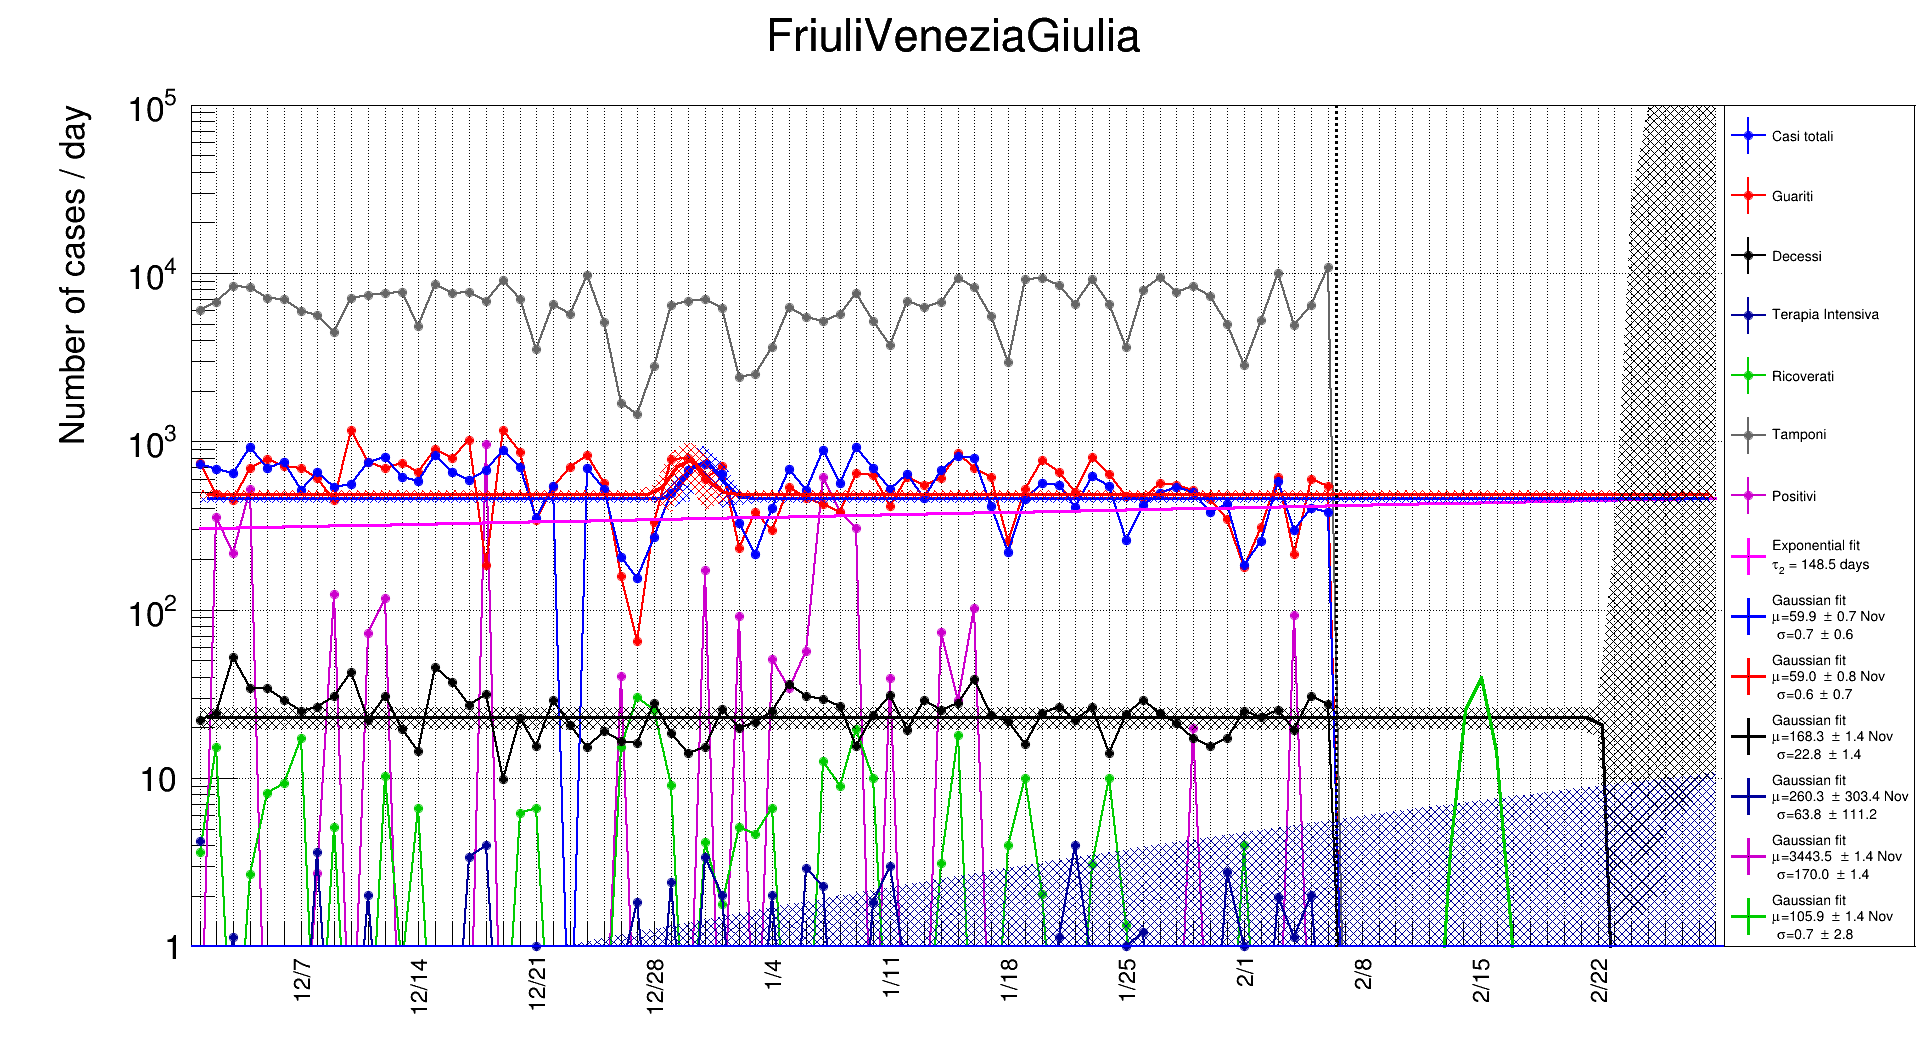 FriuliVeneziaGiulia
Number of cases / day
10^5
10^4
10^3
10^2
10
1
12/7
12/14
12/21
12/28
1/4
1/11
1/18
1/25
2/1
2/8
2/15
2/22
Casi totali
Guariti
Decessi
Terapia Intensiva
Ricoverati
Tamponi
Positivi
Exponential fit
τ_2 = 148.5 days
Gaussian fit
μ=59.9 ± 0.7 Nov
σ=0.7 ± 0.6
Gaussian fit
μ=59.0 ± 0.8 Nov
σ=0.6 ± 0.7
Gaussian fit
μ=168.3 ± 1.4 Nov
σ=22.8 ± 1.4
Gaussian fit
μ=260.3 ± 303.4 Nov
σ=63.8 ± 111.2
Gaussian fit
μ=3443.5 ± 1.4 Nov
σ=170.0 ± 1.4
Gaussian fit
μ=105.9 ± 1.4 Nov
σ=0.7 ± 2.8